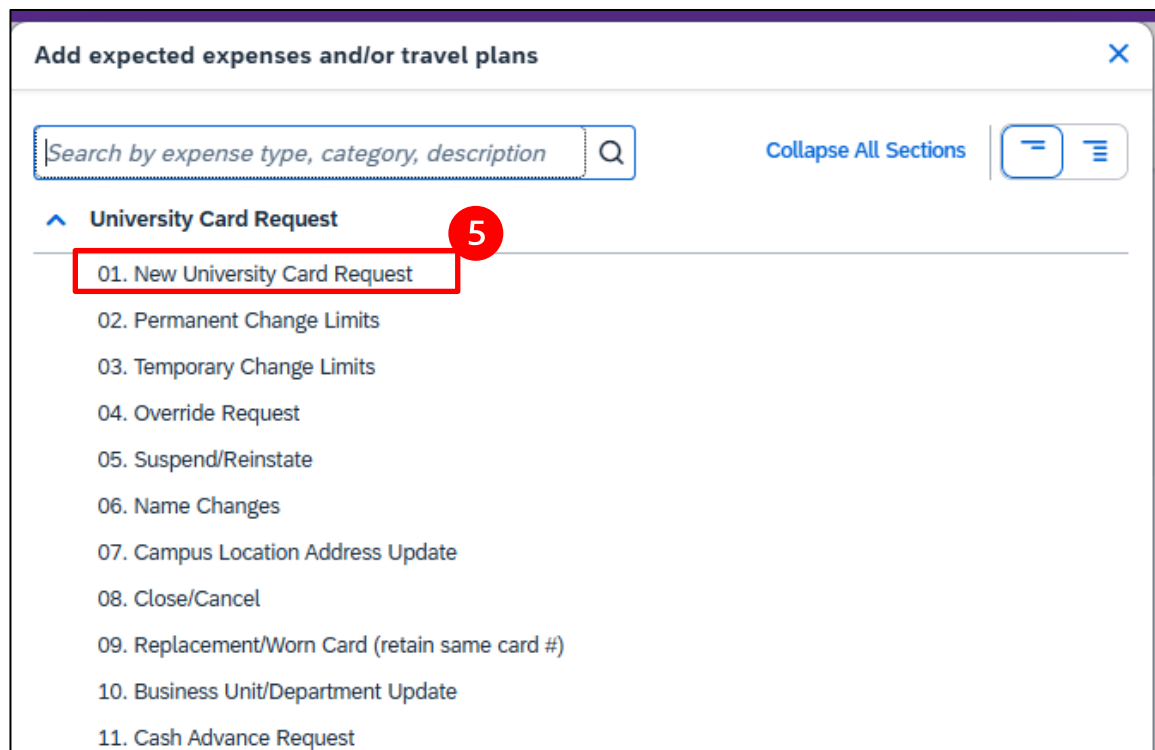 Add expected expenses and/or travel plans
Search by expense type, category, description
Collapse All Sections
University Card Request
5
01. New University Card Request
02. Permanent Change Limits
03. Temporary Change Limits
04. Override Request
05. Suspend/Reinstate
06. Name Changes
07. Campus Location Address Update
08. Close/Cancel
09. Replacement/Worn Card (retain same card #)
10. Business Unit/Department Update
11. Cash Advance Request